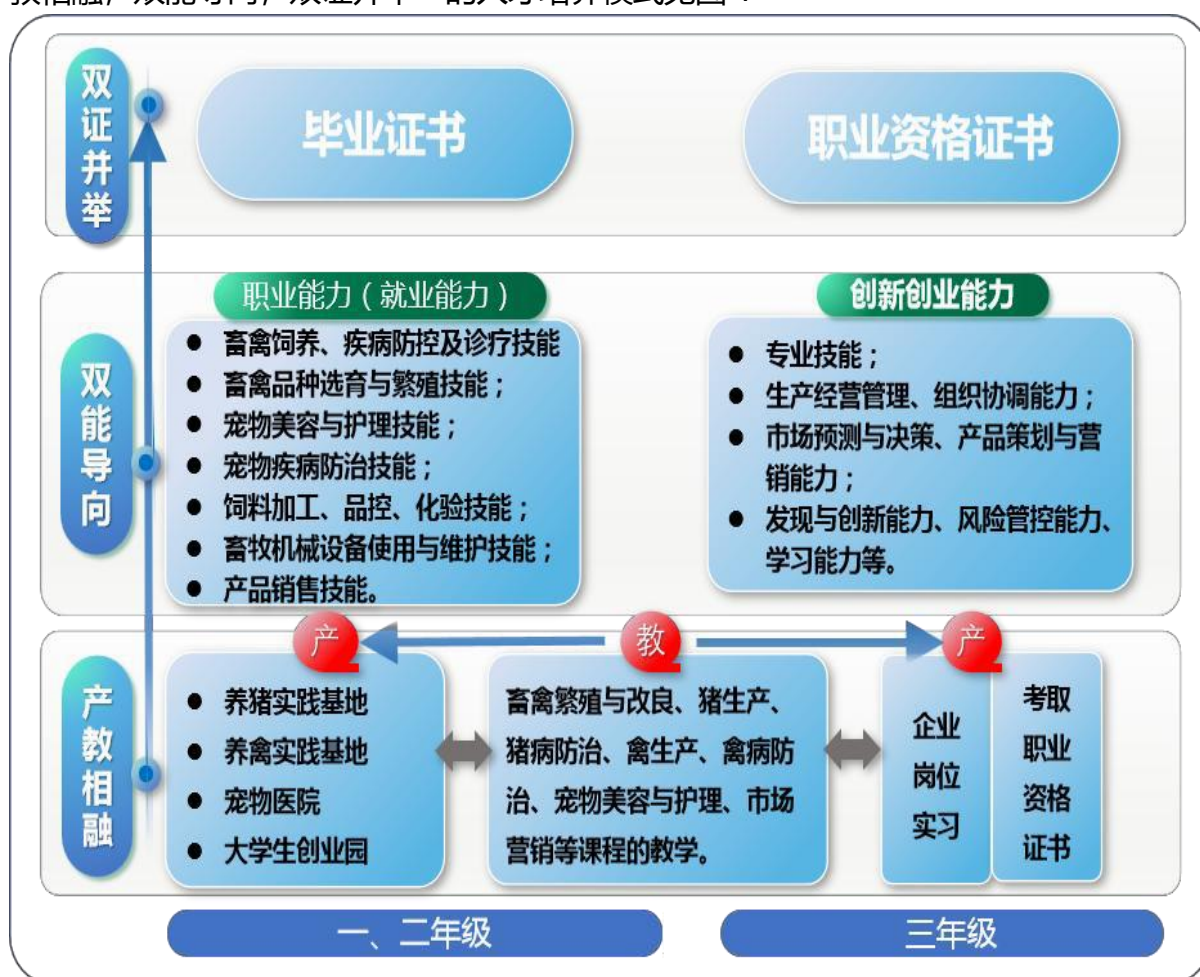 双证并举
毕业证书
职业资格证书
双能导向
职业能力（就业能力）
● 畜禽饲养、疾病防控及诊疗技能
● 畜禽品种选育与繁殖技能；
● 宠物美容与护理技能；
● 宠物疾病防治技能；
● 饲料加工、品控、化验技能；
● 畜牧机械设备使用与维护技能；
● 产品销售技能。
创新创业能力
● 专业技能；
● 生产经营管理、组织协调能力；
● 市场预测与决策、产品策划与营
销能力；
● 发现与创新能力、风险管控能力、
学习能力等。
产教相融
产
教
产
● 养猪实践基地
● 养禽实践基地
● 宠物医院
● 大学生创业园
畜禽繁殖与改良、猪生产、
猪病防治、禽生产、禽病防
治、宠物美容与护理、市场
营销等课程的教学。
企业
岗位
实习
考取
职业
资格
证书
一、二年级
三年级